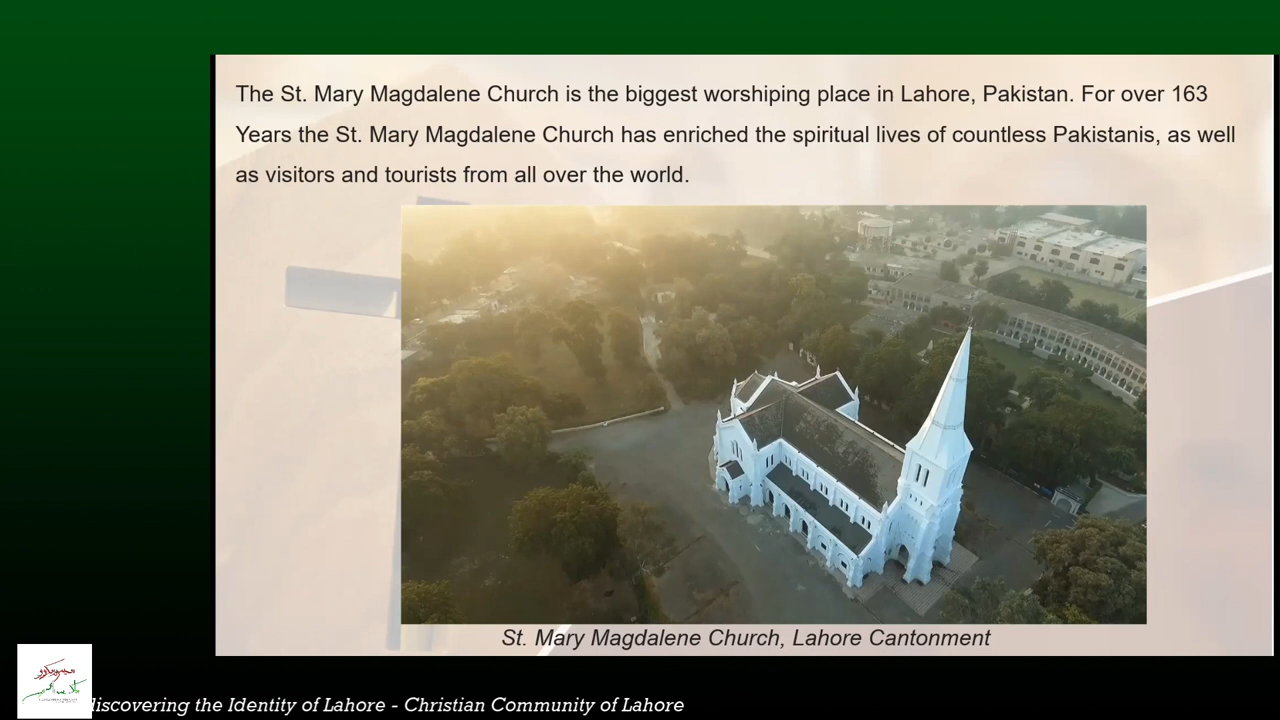 The St. Mary Magdalene Church is the biggest worshiping place in Lahore, Pakistan. For over 163
Years the St. Mary Magdalene Church has enriched the spiritual lives of countless Pakistanis, as well
as visitors and tourists from all over the world.
St. Mary Magdalene Church, Lahore Cantonment
iscovering the Identity of Lahore - Christian Community of Lahore